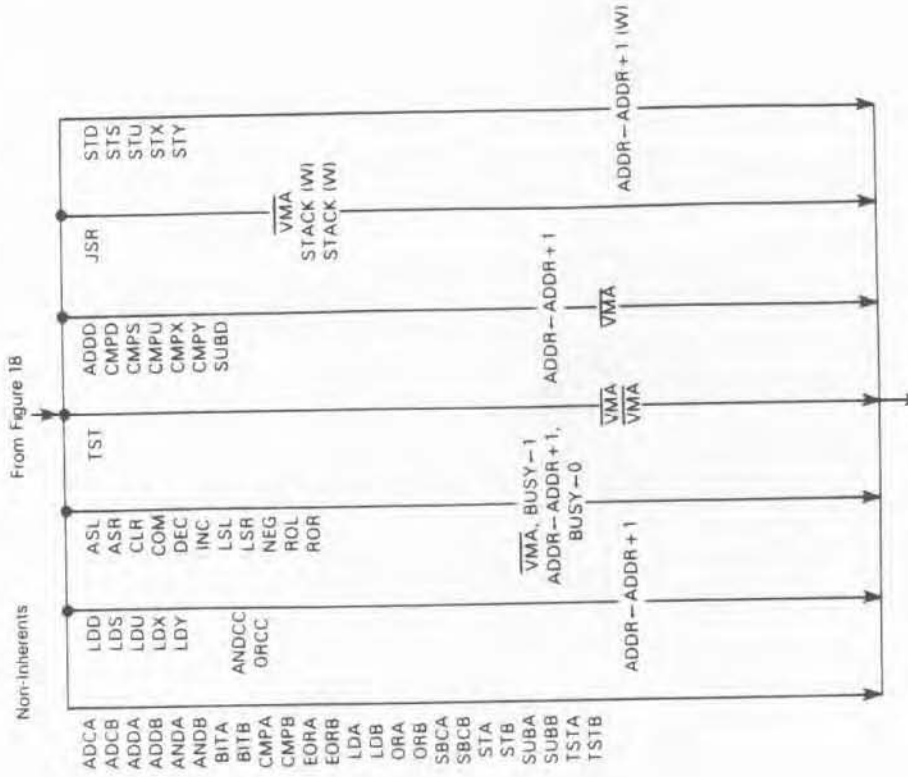 From Figure 18
Non-Inherents
ADCA
ADCB
ADDA
ADDB
ANDA
ANDB
BITA
BITB
CMPA
CMPB
EORA
EORB
LDA
LDB
ORA
ORB
SBCA
SBCB
STA
STB
SUBA
SUBB
TSTA
TSTB
LDD
LDS
LDU
LDX
LDY
ANDCC
ORCC
ADDR−ADDR+1
ASL
ASR
CLR
COM
DEC
INC
LSL
LSR
NEG
ROL
ROR
VMA, BUSY−1
ADDR−ADDR+1,
BUSY−0
TST
VMA
VMA
ADDD
CMPD
CMPS
CMPU
CMPX
CMPY
SUBD
ADDR−ADDR+1
VMA
JSR
VMA
STACK (W)
STACK (W)
STD
STS
STU
STX
STY
ADDR−ADDR+1 (W)